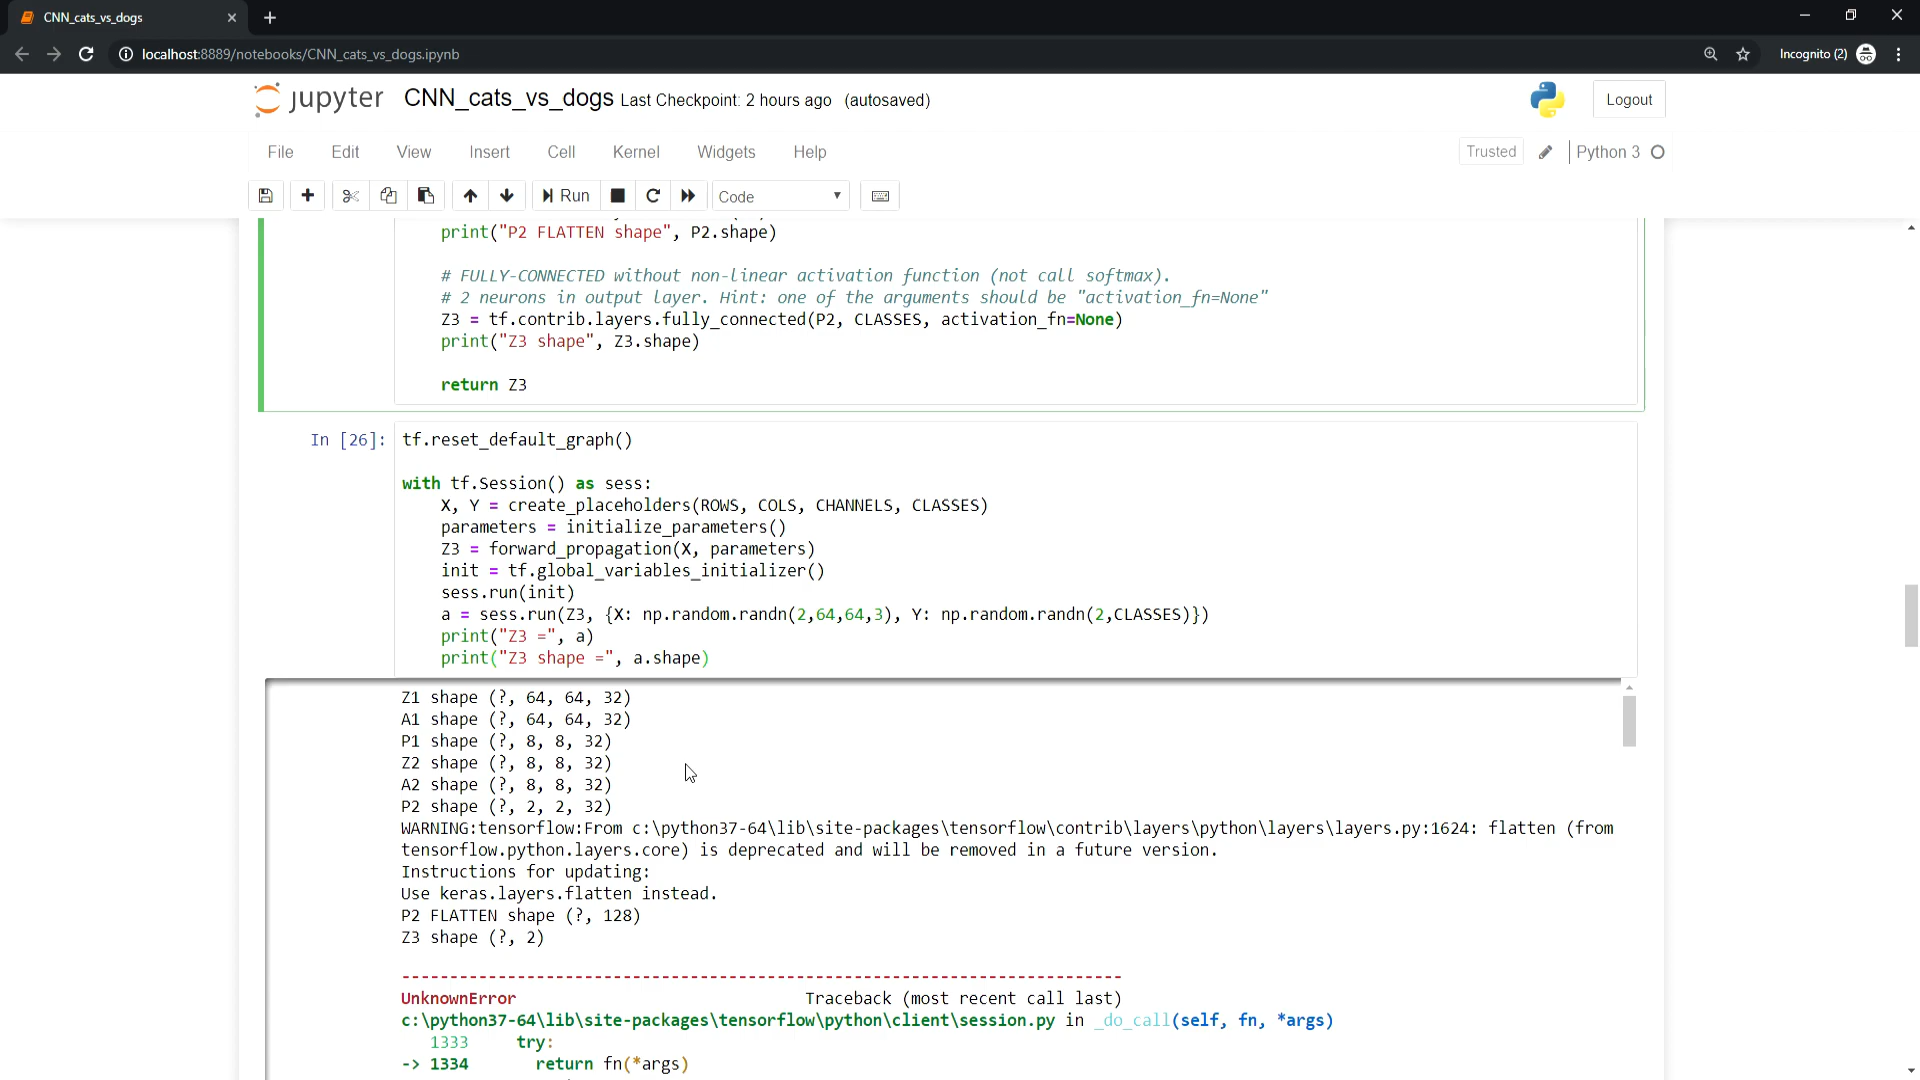 CNN_cats_vs_dogs
localhost:8889/notebooks/CNN_cats_vs_dogs.ipynb
Incognito (2)
jupyter CNN_cats_vs_dogs Last Checkpoint: 2 hours ago (autosaved)
Logout
File Edit View Insert Cell Kernel Widgets Help
Trusted Python 3
Run Code
print("P2 FLATTEN shape", P2.shape)
# FULLY-CONNECTED without non-linear activation function (not call softmax).
# 2 neurons in output layer. Hint: one of the arguments should be "activation_fn=None"
Z3 = tf.contrib.layers.fully_connected(P2, CLASSES, activation_fn=None)
print("Z3 shape", Z3.shape)
return Z3
In [26]: tf.reset_default_graph()
with tf.Session() as sess:
X, Y = create_placeholders(ROWS, COLS, CHANNELS, CLASSES)
parameters = initialize_parameters()
Z3 = forward_propagation(X, parameters)
init = tf.global_variables_initializer()
sess.run(init)
a = sess.run(Z3, {X: np.random.randn(2,64,64,3), Y: np.random.randn(2,CLASSES)})
print("Z3 =", a)
print("Z3 shape =", a.shape)
Z1 shape (?, 64, 64, 32)
A1 shape (?, 64, 64, 32)
P1 shape (?, 8, 8, 32)
Z2 shape (?, 8, 8, 32)
A2 shape (?, 8, 8, 32)
P2 shape (?, 2, 2, 32)
WARNING:tensorflow:From c:\python37-64\lib\site-packages\tensorflow\contrib\layers\python\layers\layers.py:1624: flatten (from
tensorflow.python.layers.core) is deprecated and will be removed in a future version.
Instructions for updating:
Use keras.layers.flatten instead.
P2 FLATTEN shape (?, 128)
Z3 shape (?, 2)
---------------------------------------------------------------------------
UnknownError Traceback (most recent call last)
c:\python37-64\lib\site-packages\tensorflow\python\client\session.py in _do_call(self, fn, *args)
1333 try:
-> 1334 return fn(*args)